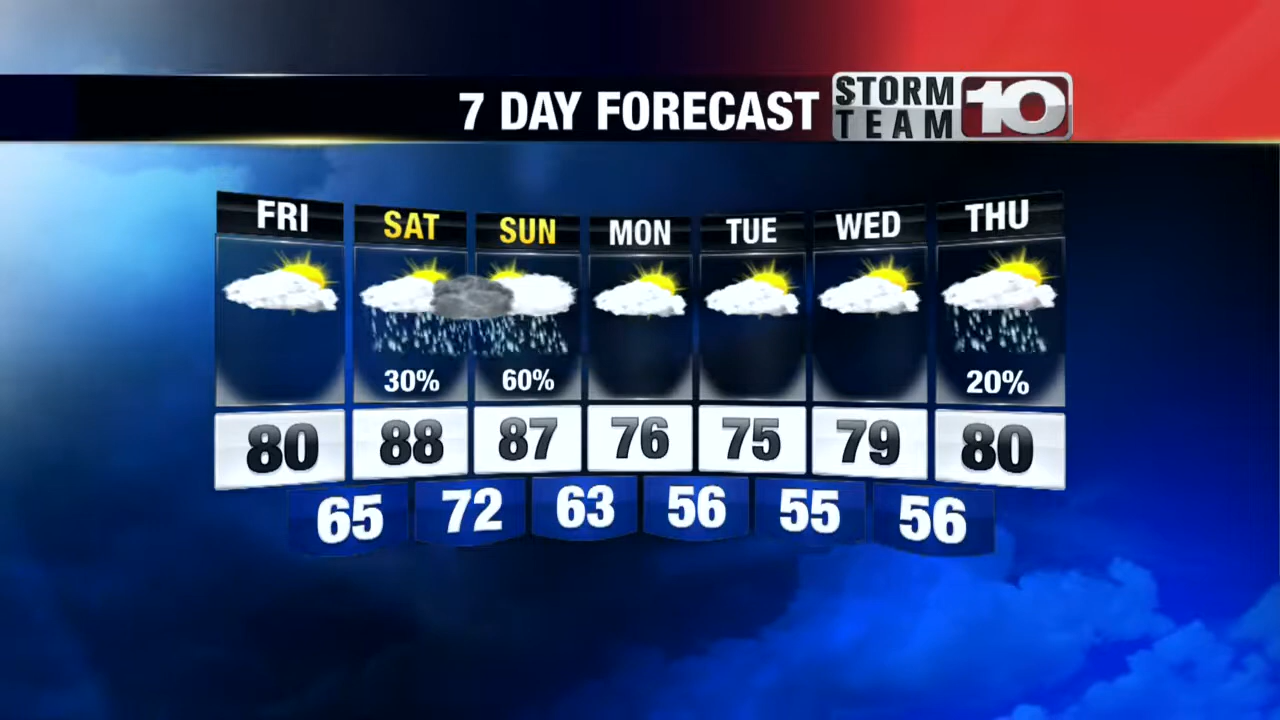 7 DAY FORECAST STORM TEAM 10
FRI SAT SUN MON TUE WED THU
30% 60% 20%
80 88 87 76 75 79 80
65 72 63 56 55 56